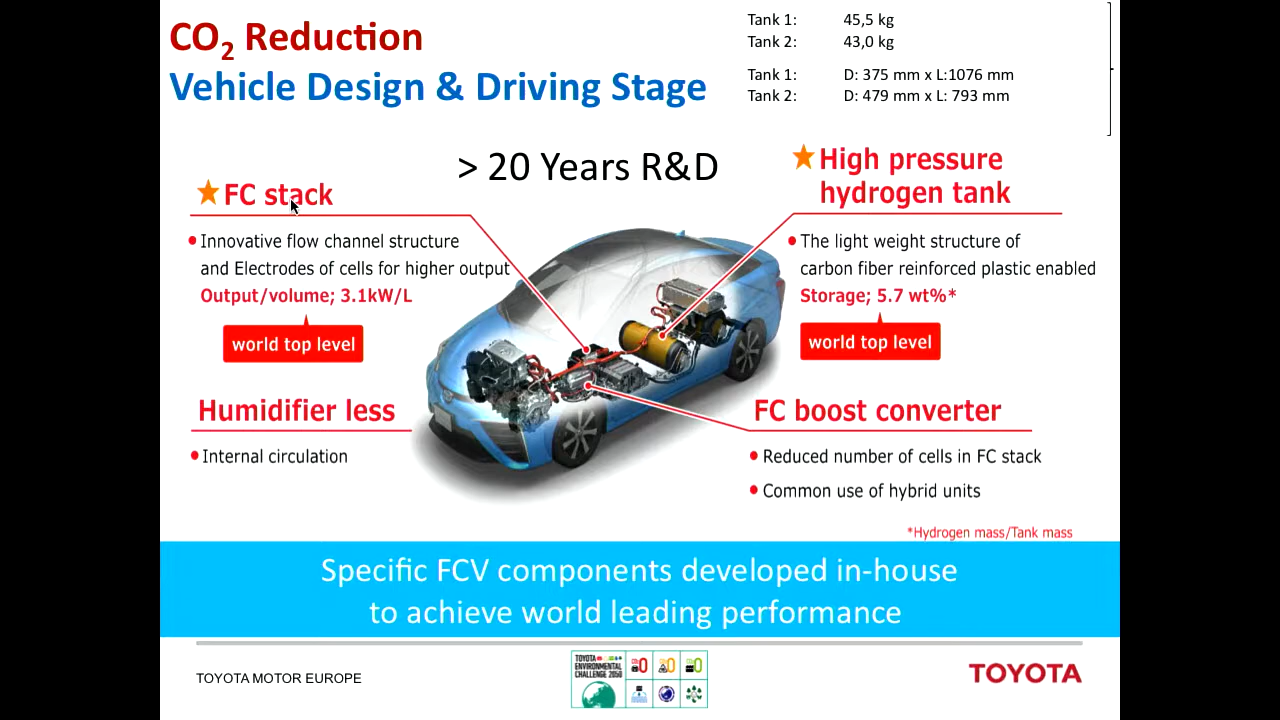 CO2 Reduction
Vehicle Design & Driving Stage
Tank 1: 45,5 kg
Tank 2: 43,0 kg
Tank 1: D: 375 mm x L:1076 mm
Tank 2: D: 479 mm x L: 793 mm
> 20 Years R&D
FC stack
Innovative flow channel structure
and Electrodes of cells for higher output
Output/volume; 3.1kW/L
world top level
High pressure
hydrogen tank
The light weight structure of
carbon fiber reinforced plastic enabled
Storage; 5.7 wt%*
world top level
Humidifier less
Internal circulation
FC boost converter
Reduced number of cells in FC stack
Common use of hybrid units
*Hydrogen mass/Tank mass
Specific FCV components developed in-house
to achieve world leading performance
TOYOTA MOTOR EUROPE
TOYOTA
ENVIRONMENTAL
CHALLENGE 2050
TOYOTA